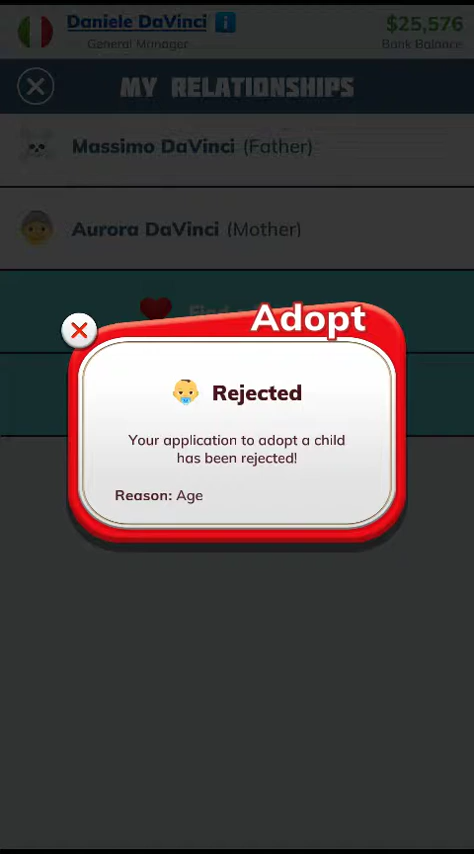 Daniele DaVinci
General Manager
$25,576
Bank Balance
MY RELATIONSHIPS
Massimo DaVinci (Father)
Aurora DaVinci (Mother)
Adopt
Rejected
Your application to adopt a child
has been rejected!
Reason: Age